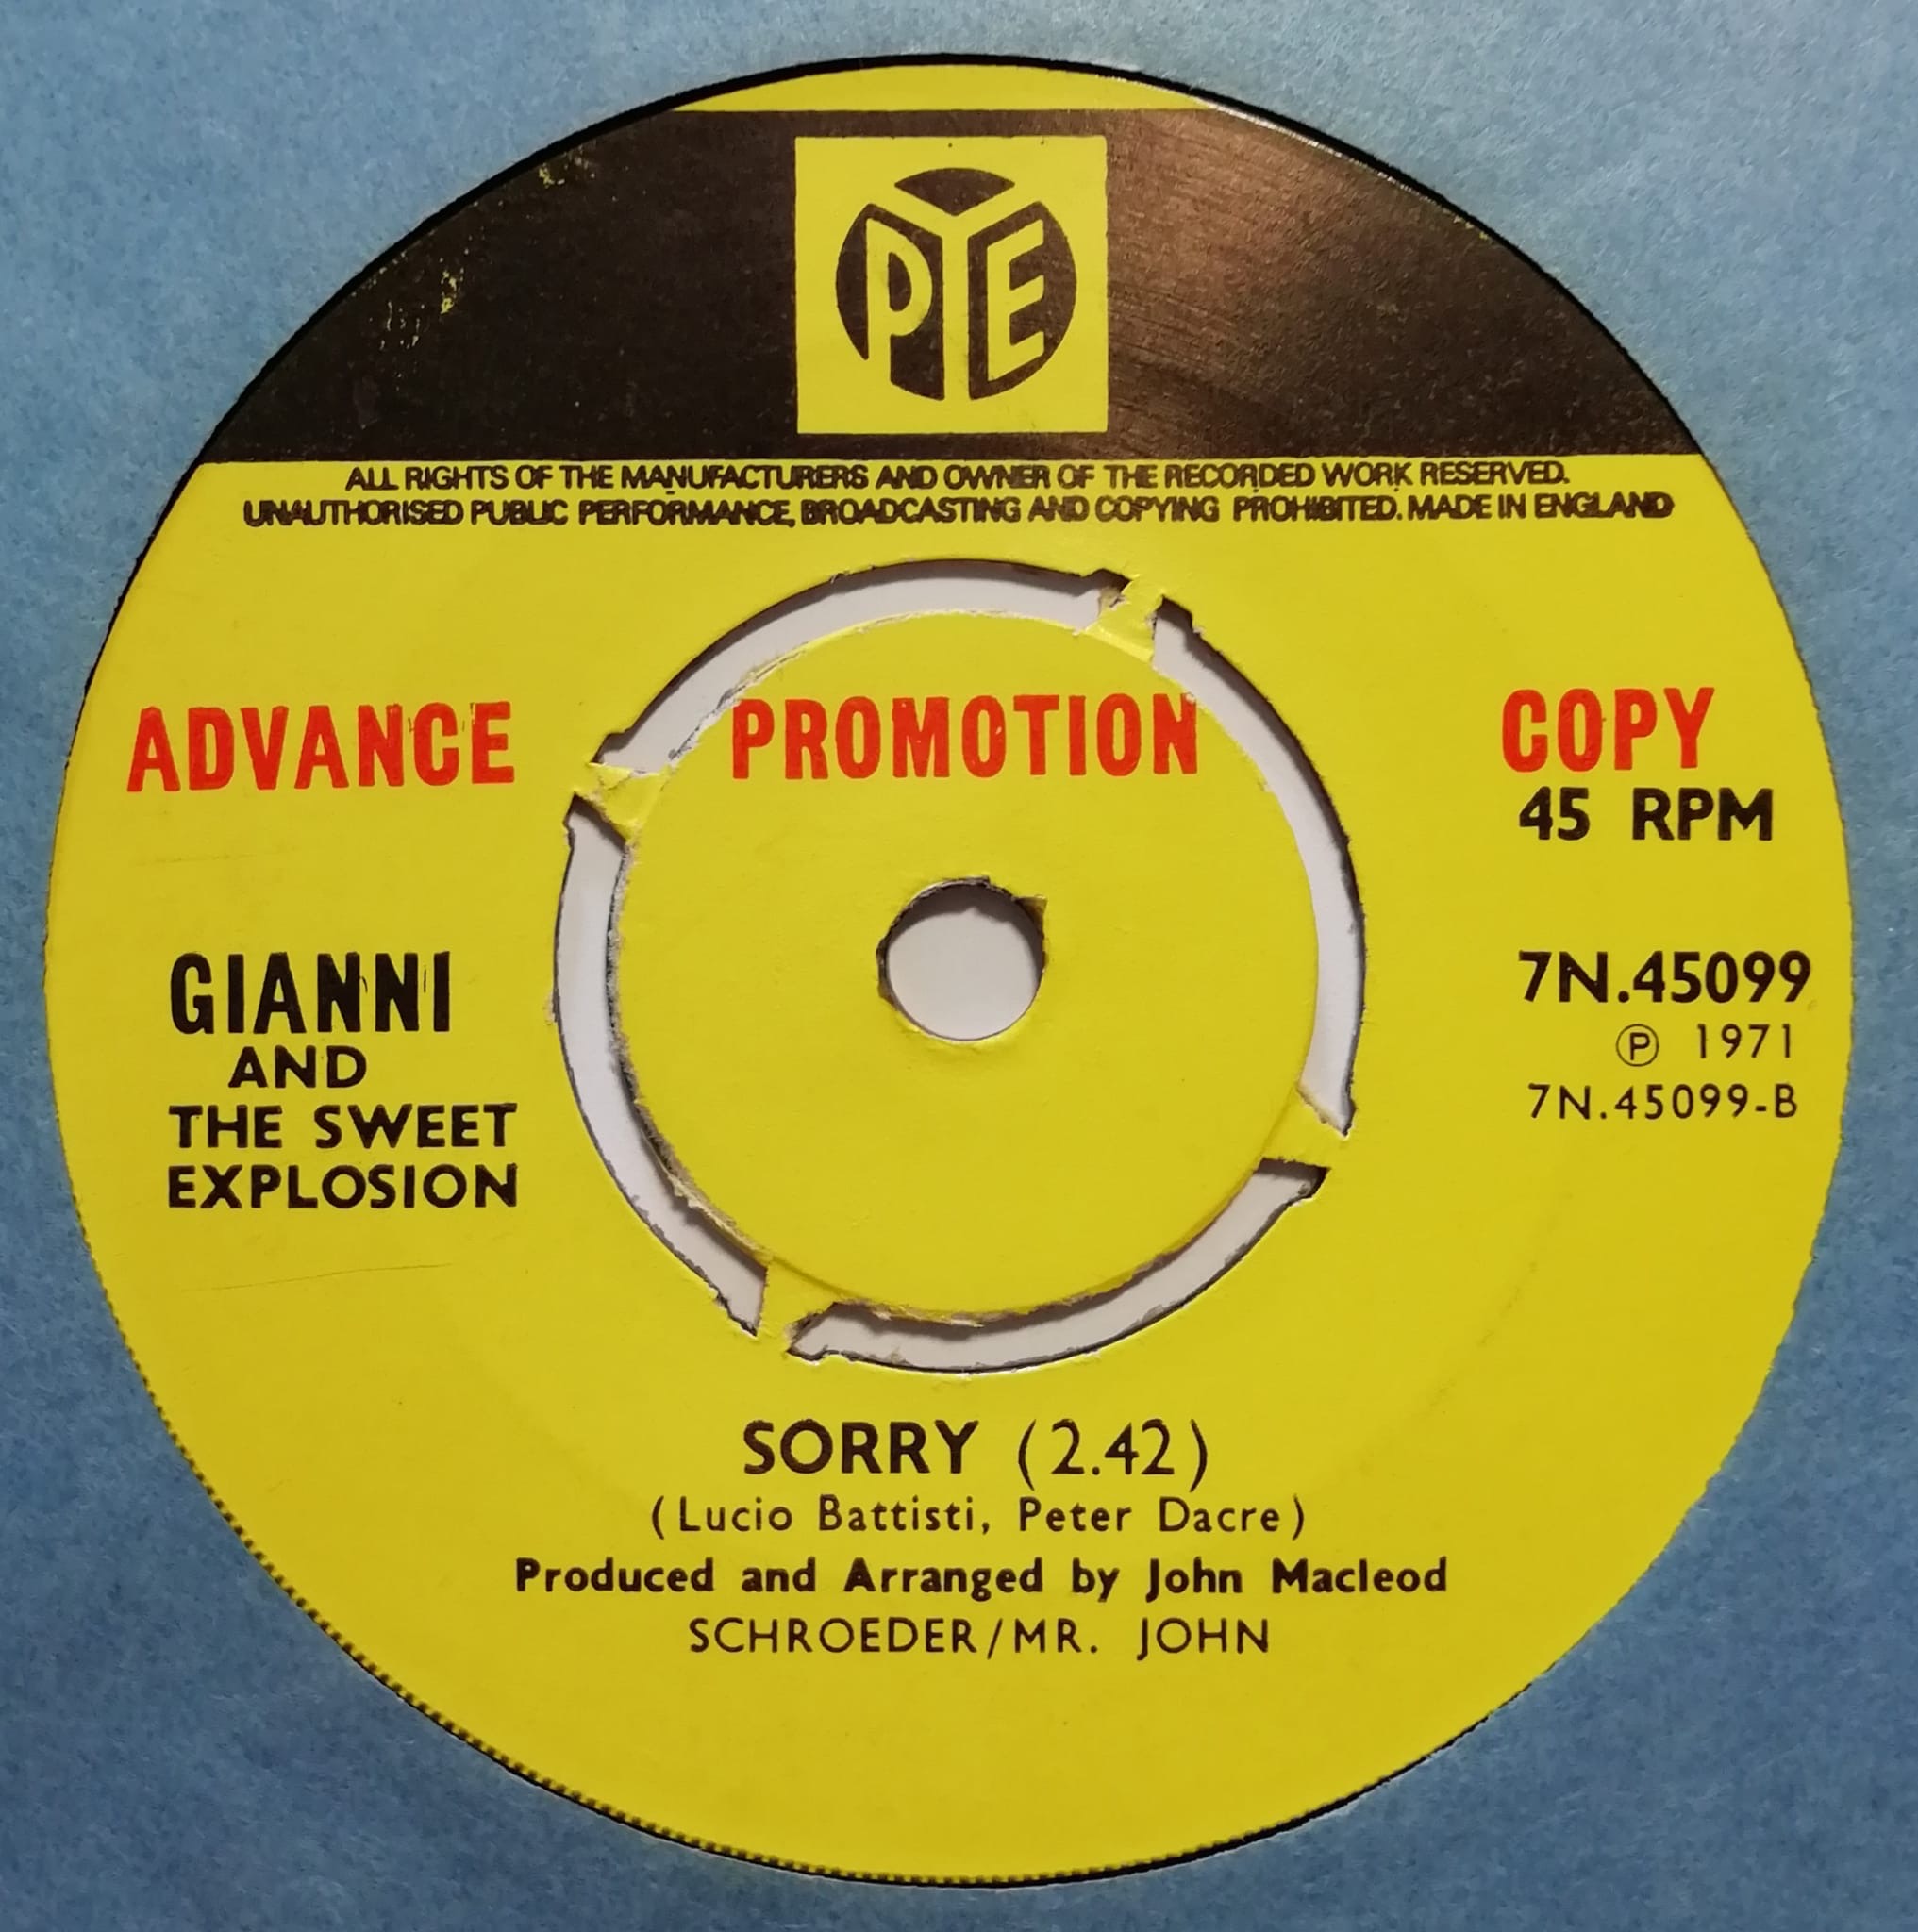 PYE
ALL RIGHTS OF THE MANUFACTURERS AND OWNER OF THE RECORDED WORK RESERVED.
UNAUTHORISED PUBLIC PERFORMANCE, BROADCASTING AND COPYING PROHIBITED. MADE IN ENGLAND
ADVANCE PROMOTION COPY
45 RPM
GIANNI
AND
THE SWEET
EXPLOSION
7N.45099
℗ 1971
7N.45099-B
SORRY (2.42)
(Lucio Battisti, Peter Dacre)
Produced and Arranged by John Macleod
SCHROEDER/MR. JOHN